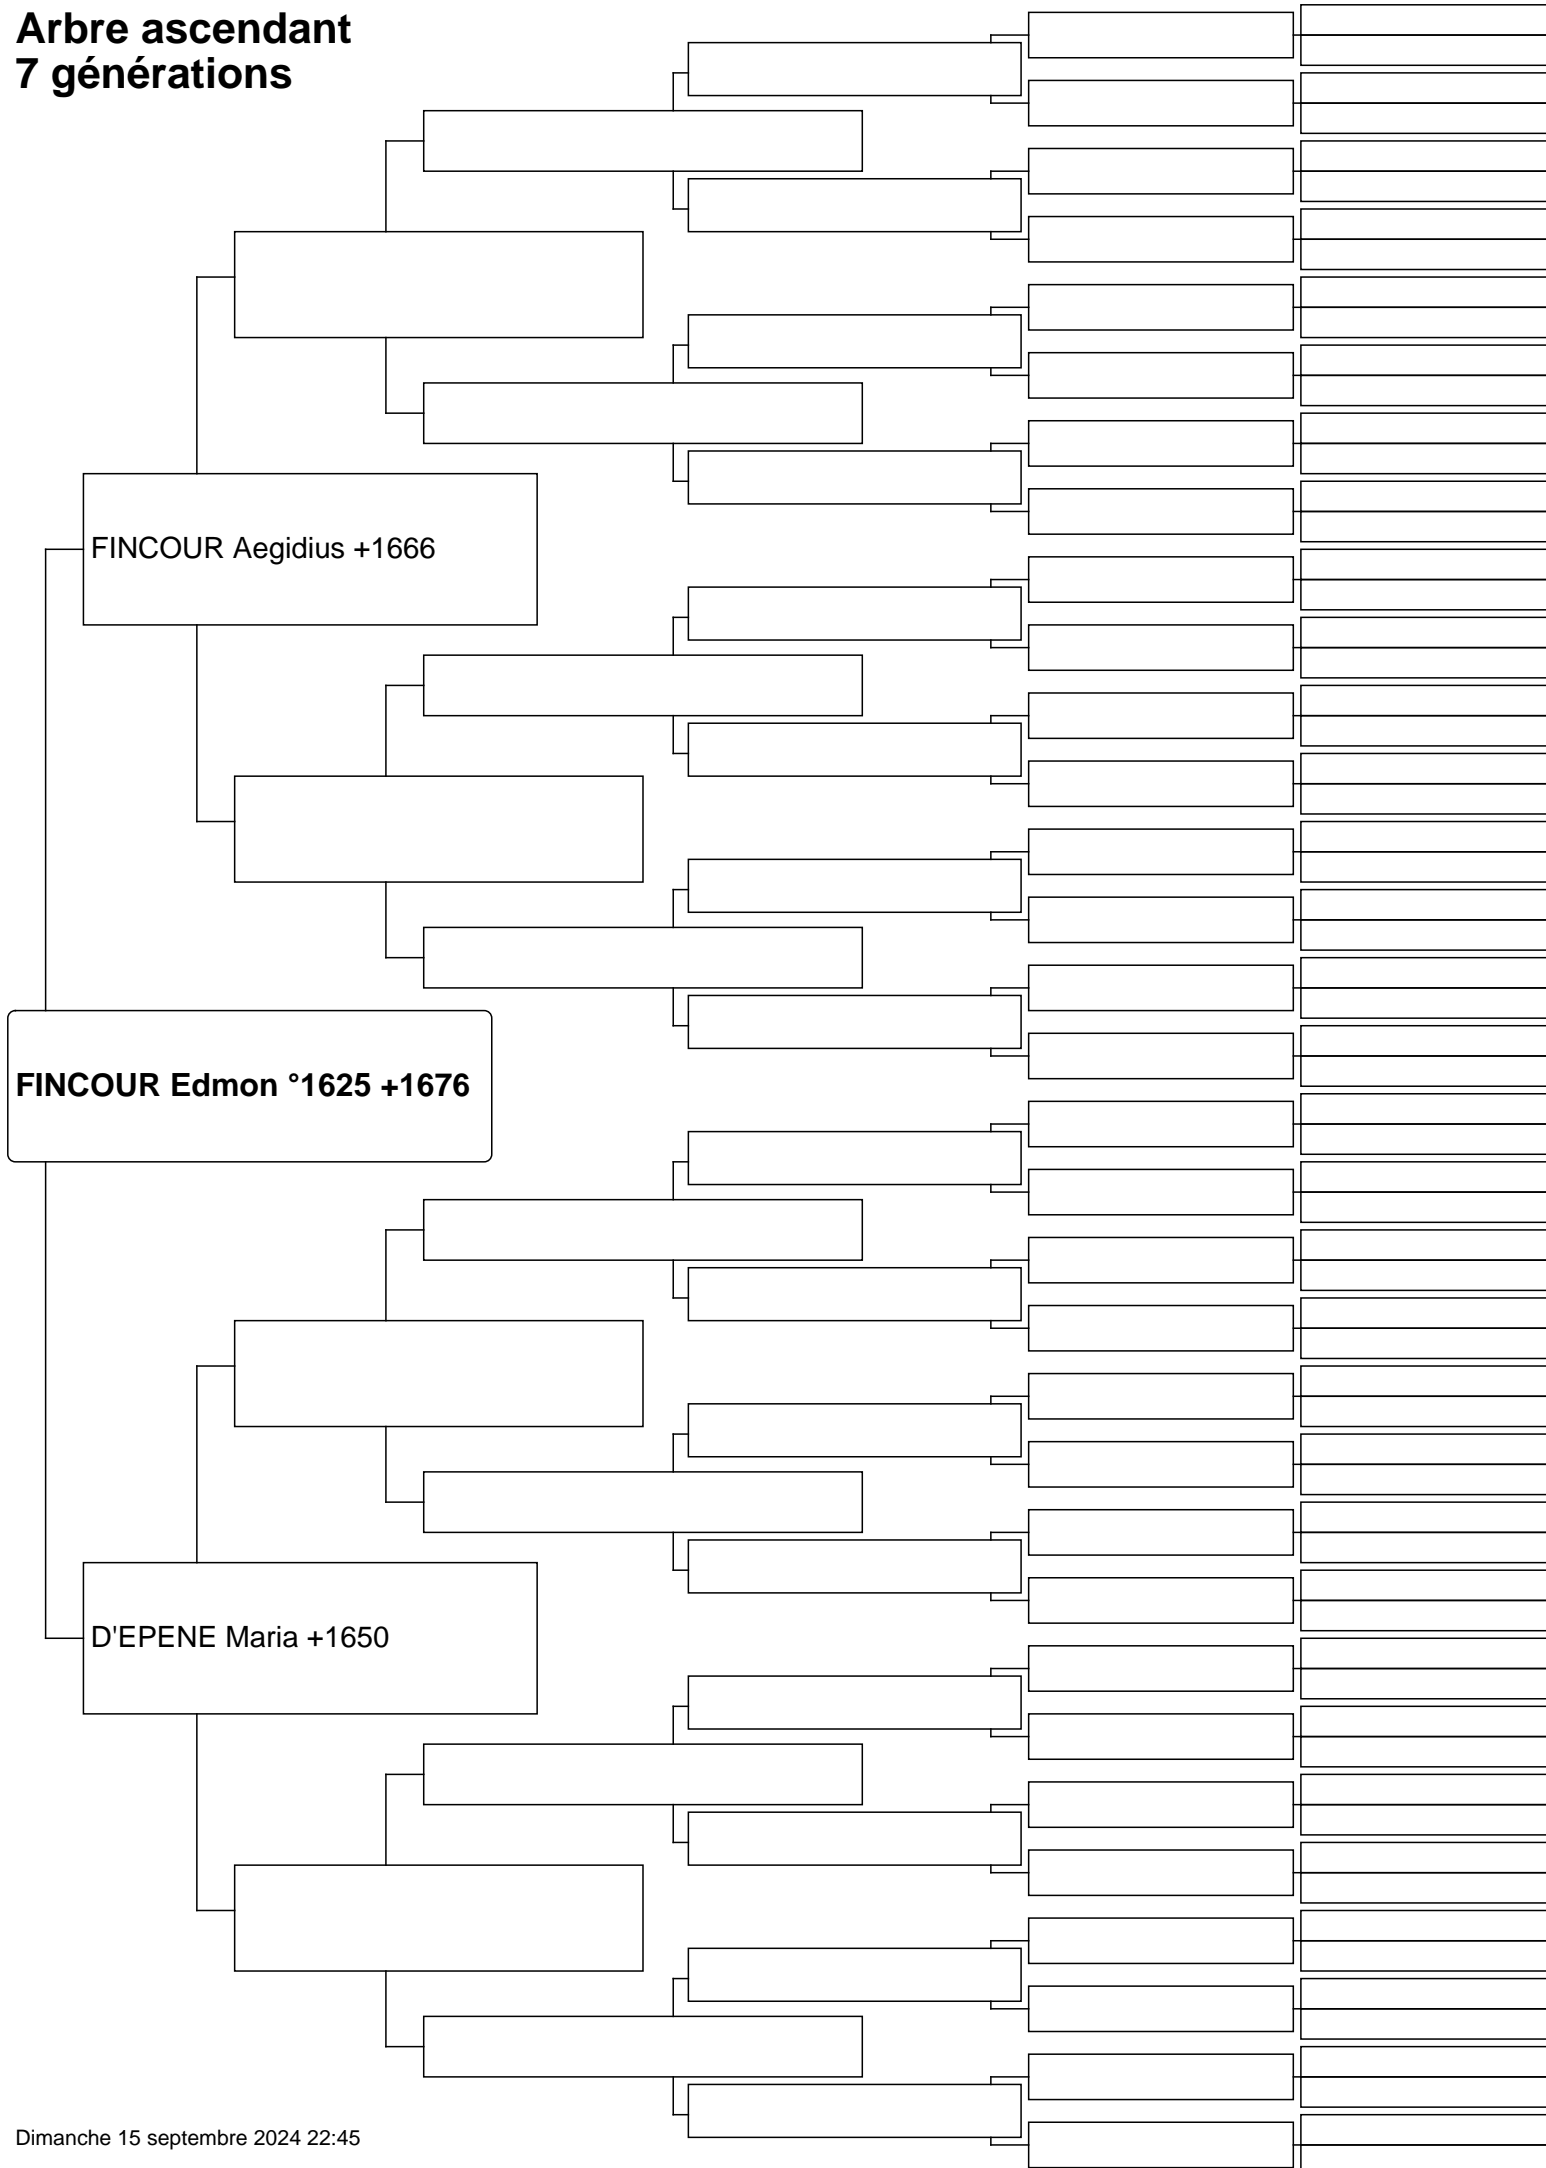 Arbre ascendant
7 générations
FINCOUR Aegidius +1666
FINCOUR Edmon °1625 +1676
D'EPENE Maria +1650
Dimanche 15 septembre 2024 22:45